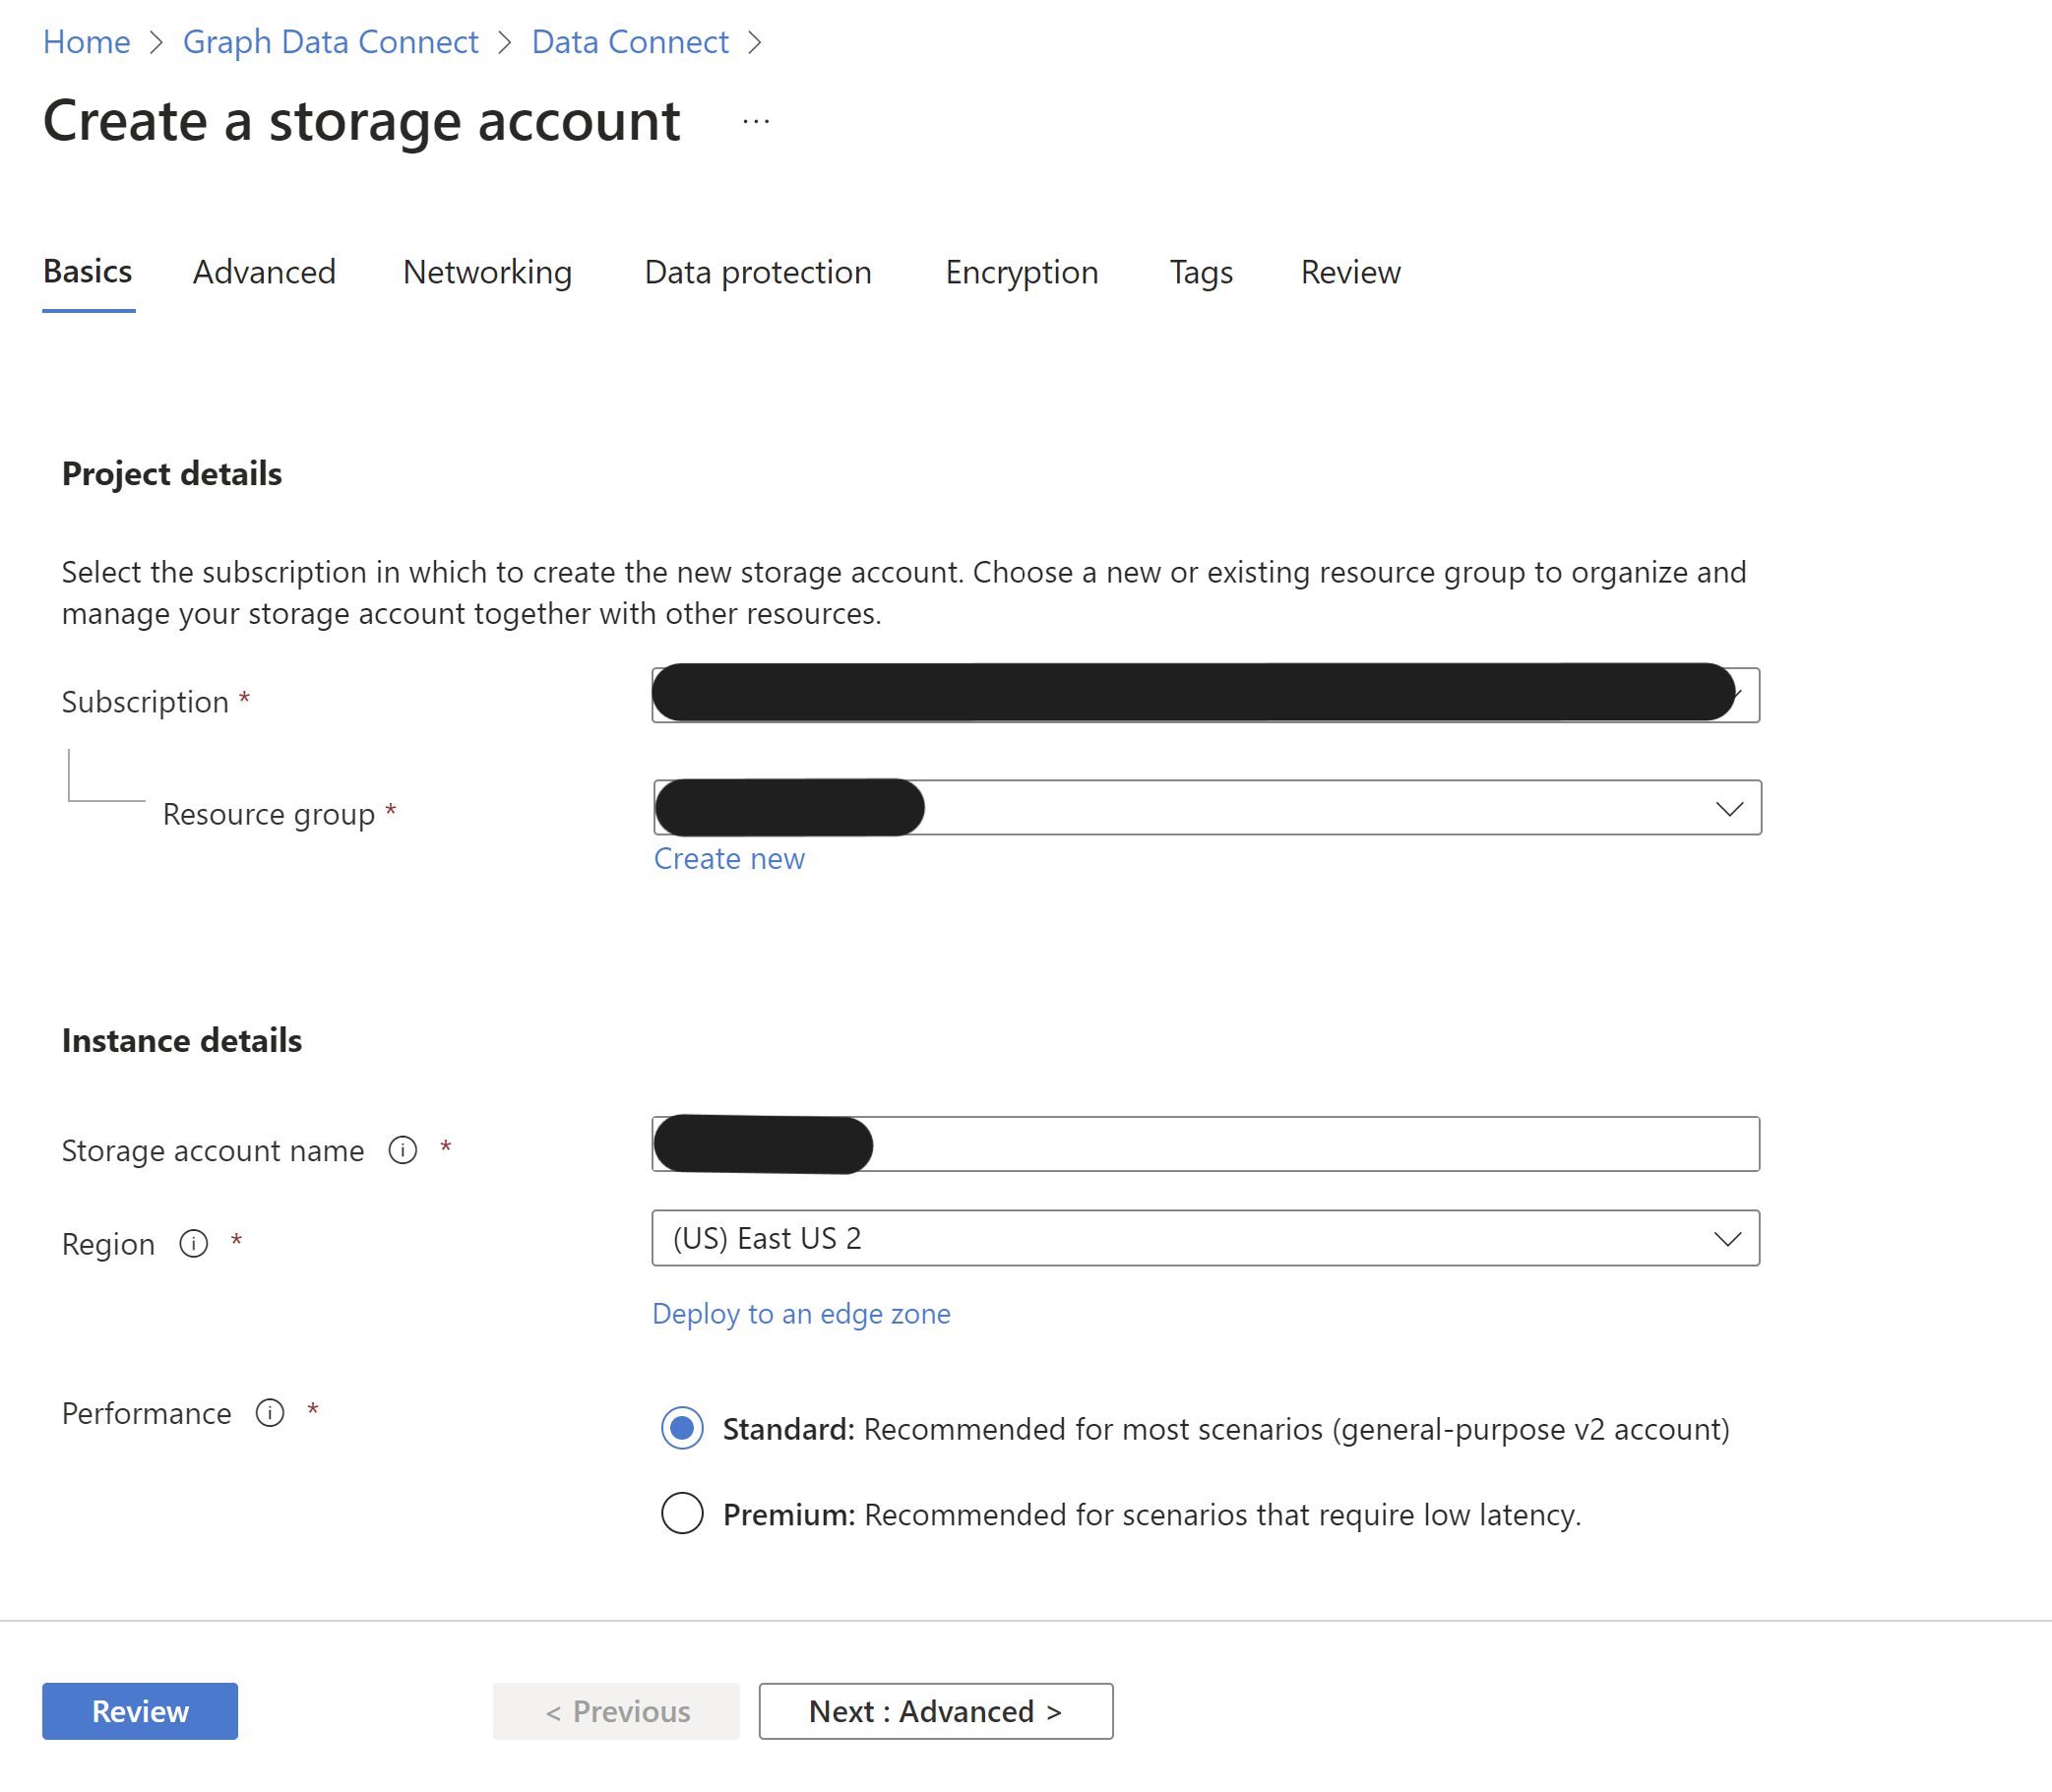 Home > Graph Data Connect > Data Connect >
Create a storage account ...
Basics Advanced Networking Data protection Encryption Tags Review
Project details
Select the subscription in which to create the new storage account. Choose a new or existing resource group to organize and
manage your storage account together with other resources.
Subscription *
Resource group *
Create new
Instance details
Storage account name *
Region * (US) East US 2
Deploy to an edge zone
Performance *
Standard: Recommended for most scenarios (general-purpose v2 account)
Premium: Recommended for scenarios that require low latency.
Review < Previous Next : Advanced >